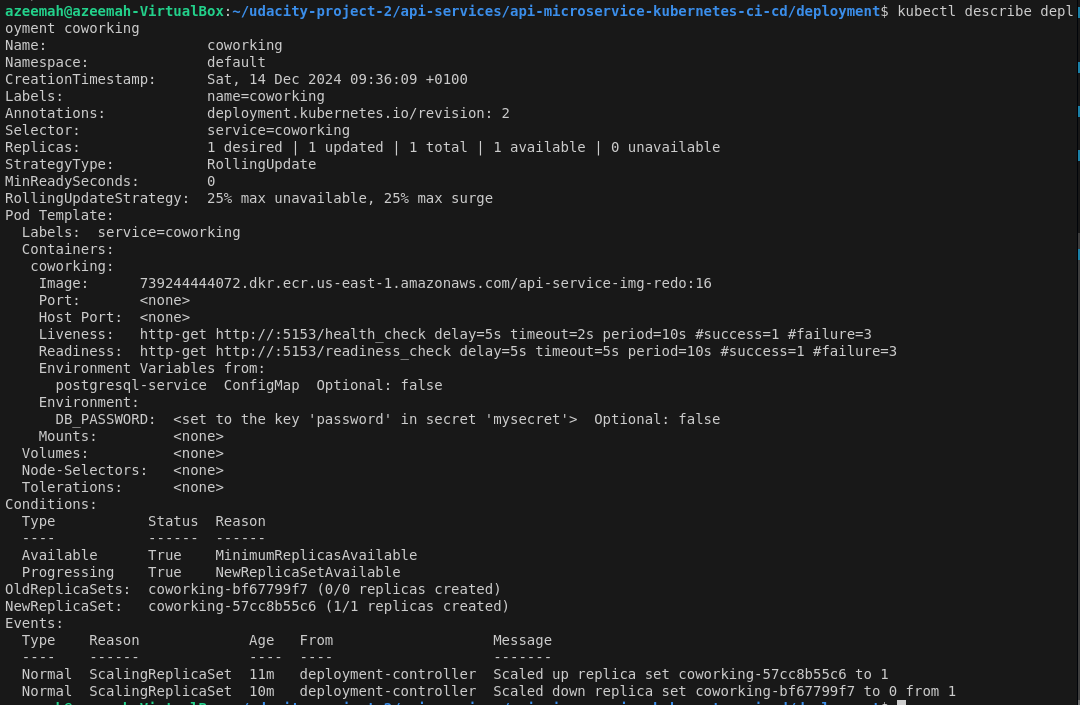 azeemah@azeemah-VirtualBox:~/udacity-project-2/api-services/api-microservice-kubernetes-ci-cd/deployment$ kubectl describe depl
oyment coworking
Name:                   coworking
Namespace:              default
CreationTimestamp:      Sat, 14 Dec 2024 09:36:09 +0100
Labels:                 name=coworking
Annotations:            deployment.kubernetes.io/revision: 2
Selector:               service=coworking
Replicas:               1 desired | 1 updated | 1 total | 1 available | 0 unavailable
StrategyType:           RollingUpdate
MinReadySeconds:        0
RollingUpdateStrategy:  25% max unavailable, 25% max surge
Pod Template:
  Labels:  service=coworking
  Containers:
   coworking:
    Image:      739244444072.dkr.ecr.us-east-1.amazonaws.com/api-service-img-redo:16
    Port:       <none>
    Host Port:  <none>
    Liveness:   http-get http://:5153/health_check delay=5s timeout=2s period=10s #success=1 #failure=3
    Readiness:  http-get http://:5153/readiness_check delay=5s timeout=5s period=10s #success=1 #failure=3
    Environment Variables from:
      postgresql-service  ConfigMap  Optional: false
    Environment:
      DB_PASSWORD:  <set to the key 'password' in secret 'mysecret'>  Optional: false
    Mounts:         <none>
  Volumes:          <none>
  Node-Selectors:   <none>
  Tolerations:      <none>
Conditions:
  Type           Status  Reason
  ----           ------  ------
  Available      True    MinimumReplicasAvailable
  Progressing    True    NewReplicaSetAvailable
OldReplicaSets:  coworking-bf67799f7 (0/0 replicas created)
NewReplicaSet:   coworking-57cc8b55c6 (1/1 replicas created)
Events:
  Type    Reason             Age   From                   Message
  ----    ------             ----  ----                   -------
  Normal  ScalingReplicaSet  11m   deployment-controller  Scaled up replica set coworking-57cc8b55c6 to 1
  Normal  ScalingReplicaSet  10m   deployment-controller  Scaled down replica set coworking-bf67799f7 to 0 from 1